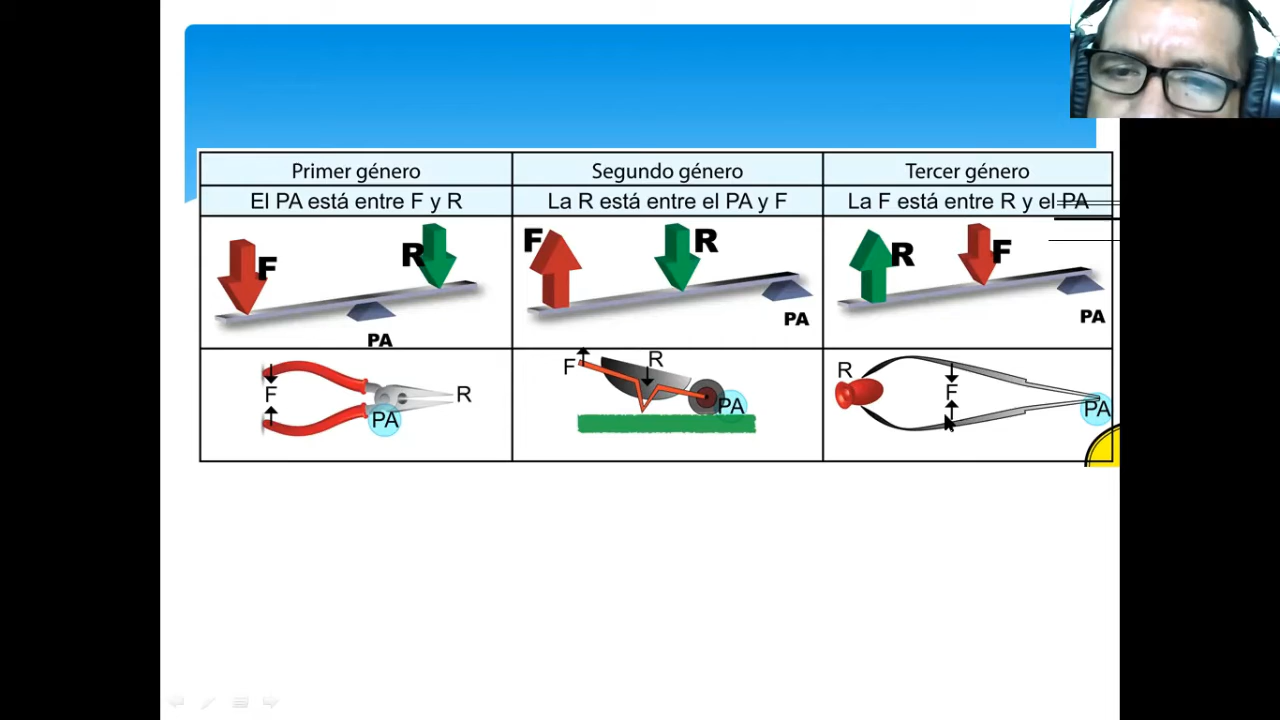 Primer género
Segundo género
Tercer género
El PA está entre F y R
La R está entre el PA y F
La F está entre R y el PA
F
R
PA
F
R
PA
R
F
PA
F
R
PA
F
R
PA
R
F
PA